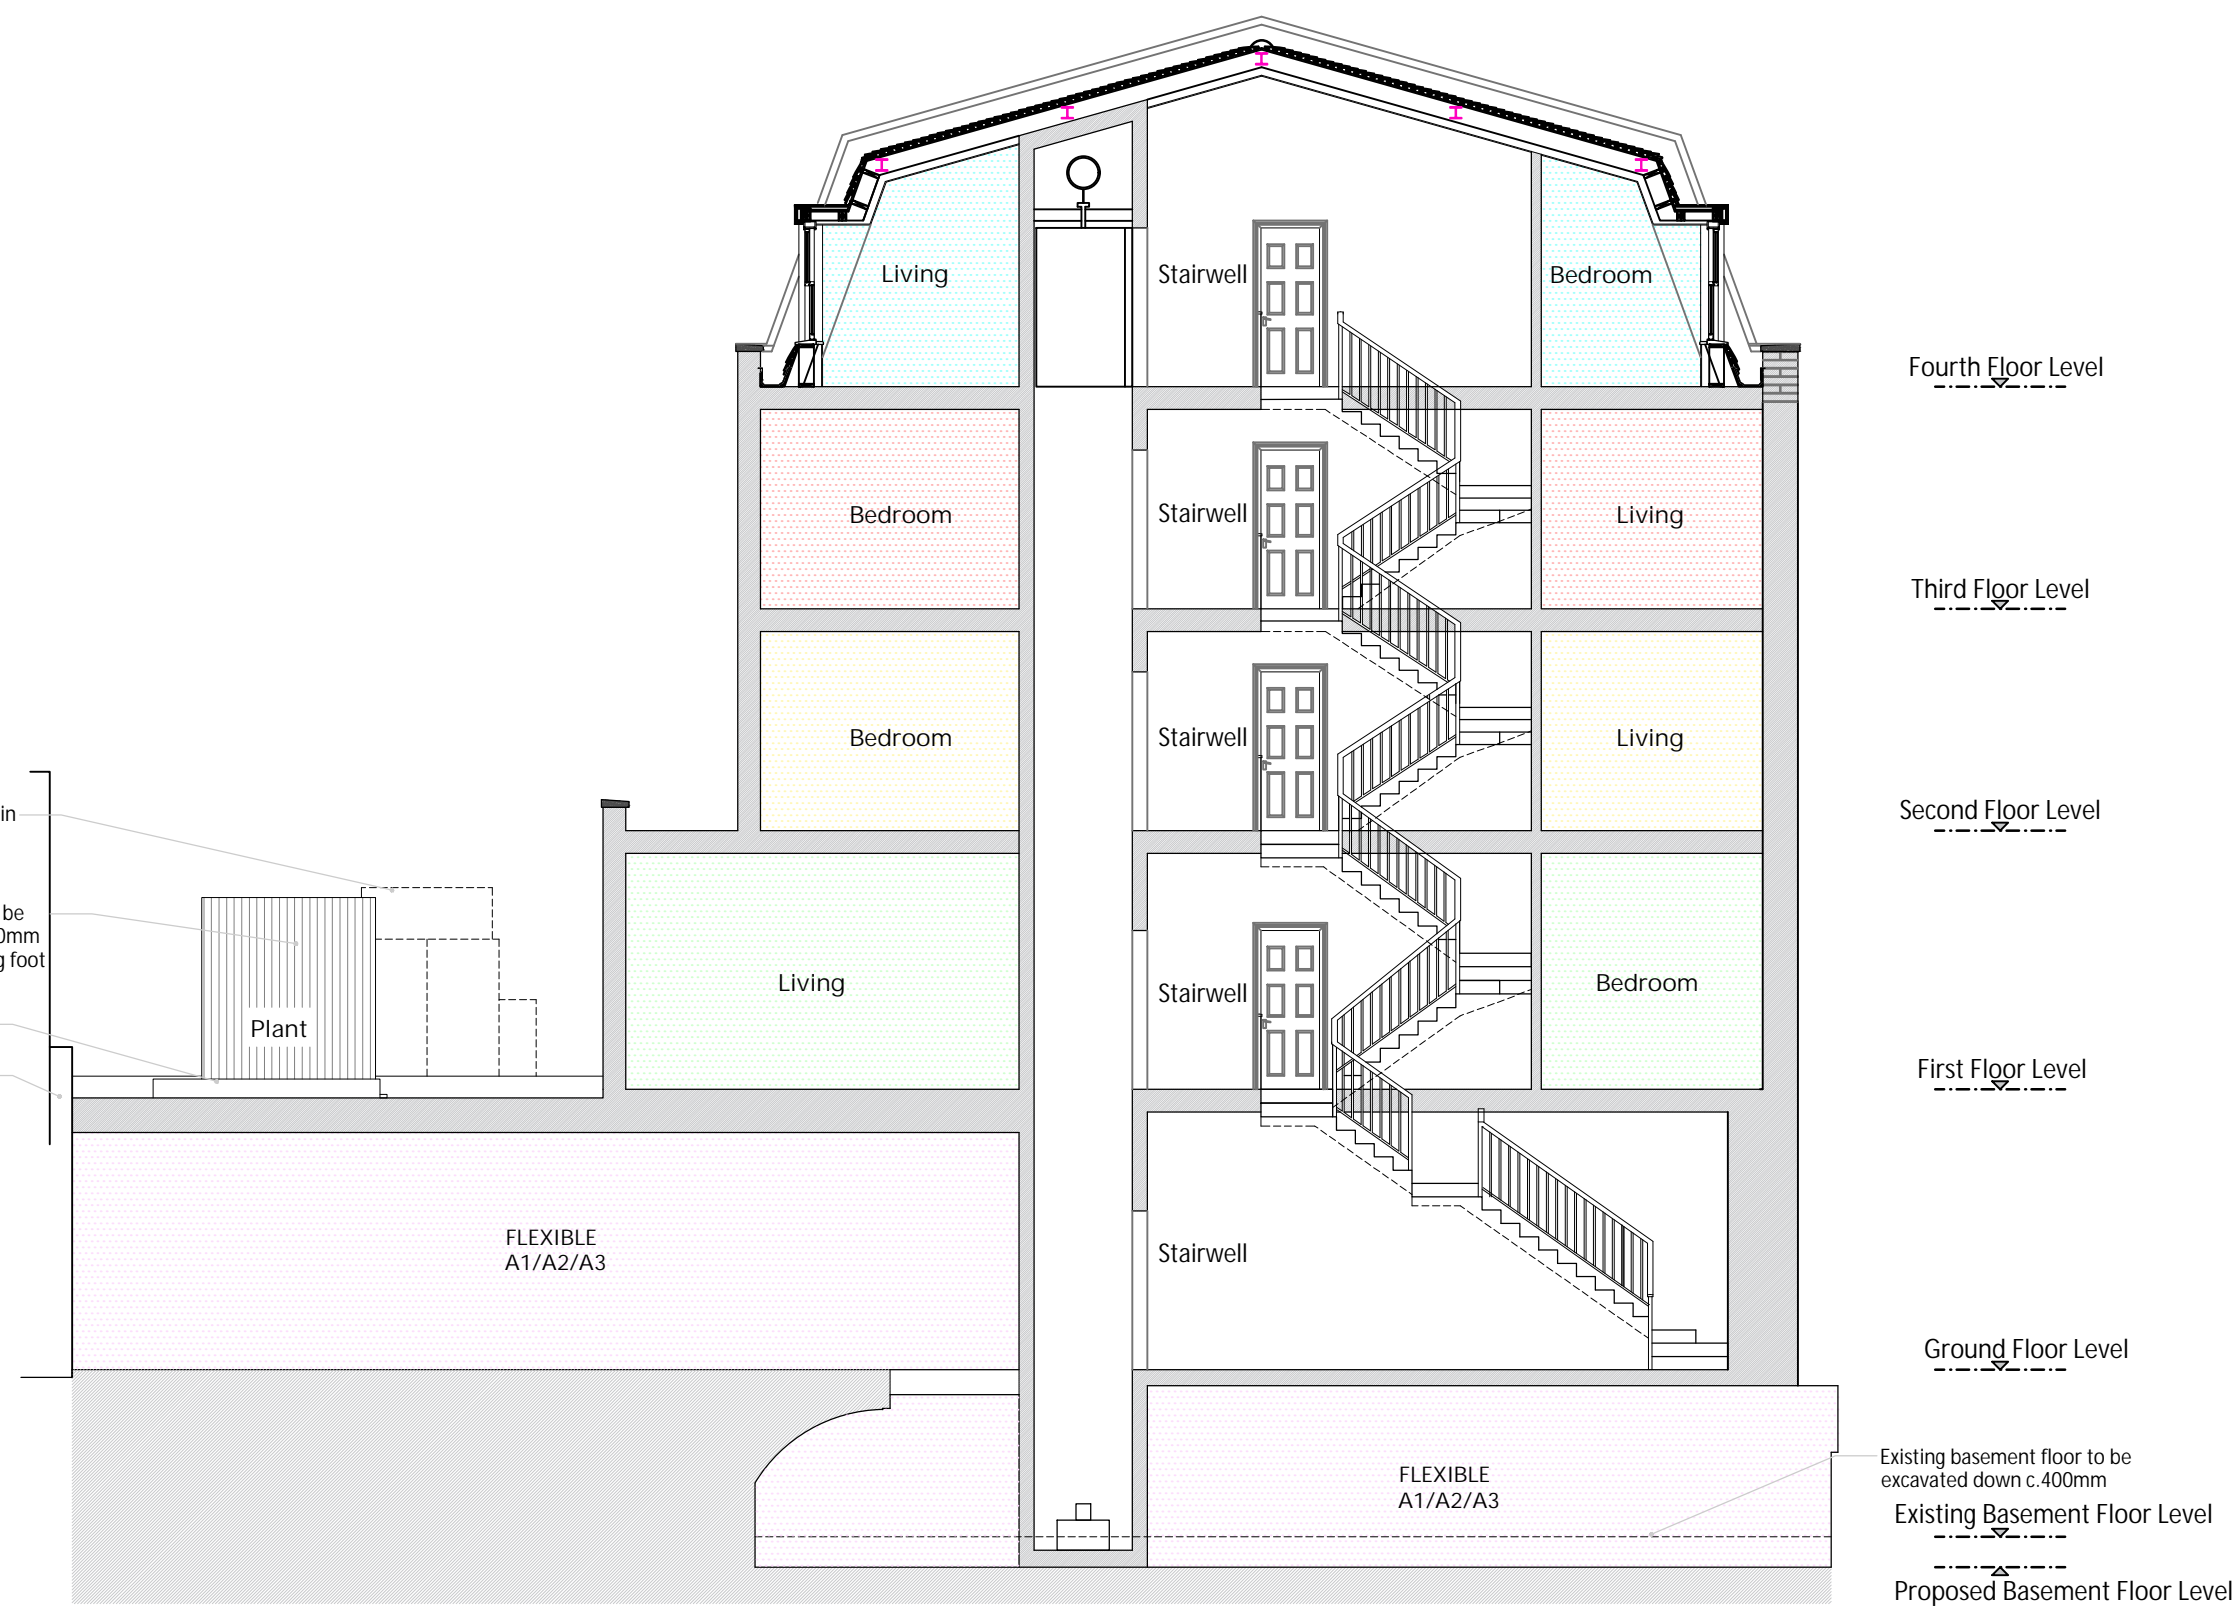 Living
Stairwell
Bedroom
Fourth Floor Level
Bedroom
Stairwell
Living
Third Floor Level
Bedroom
Stairwell
Living
Second Floor Level
in
be
0mm
g foot
Living
Stairwell
Bedroom
Plant
First Floor Level
FLEXIBLE
A1/A2/A3
Stairwell
Ground Floor Level
FLEXIBLE
A1/A2/A3
Existing basement floor to be
excavated down c.400mm
Existing Basement Floor Level
Proposed Basement Floor Level